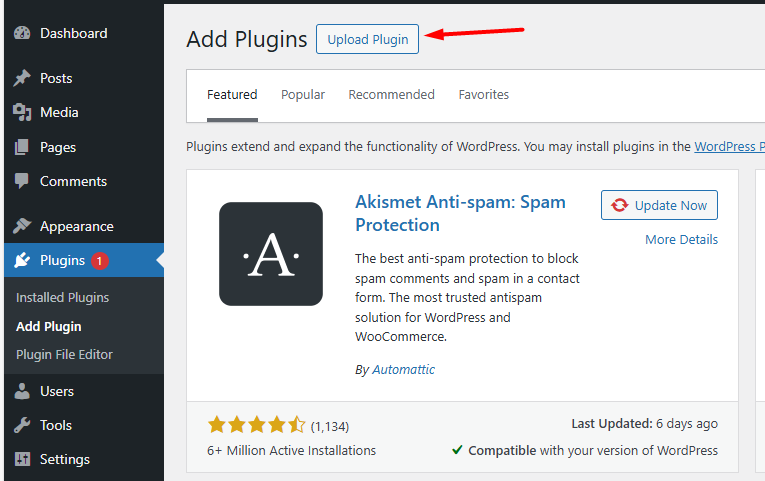 Dashboard
Posts
Media
Pages
Comments
Appearance
Plugins 1
Installed Plugins
Add Plugin
Plugin File Editor
Users
Tools
Settings
Add Plugins Upload Plugin
Featured Popular Recommended Favorites
Plugins extend and expand the functionality of WordPress. You may install plugins in the WordPress P
·A·
Akismet Anti-spam: Spam
Protection
Update Now
More Details
The best anti-spam protection to block
spam comments and spam in a contact
form. The most trusted antispam
solution for WordPress and
WooCommerce.
By Automattic
(1,134)
6+ Million Active Installations
Last Updated: 6 days ago
Compatible with your version of WordPress